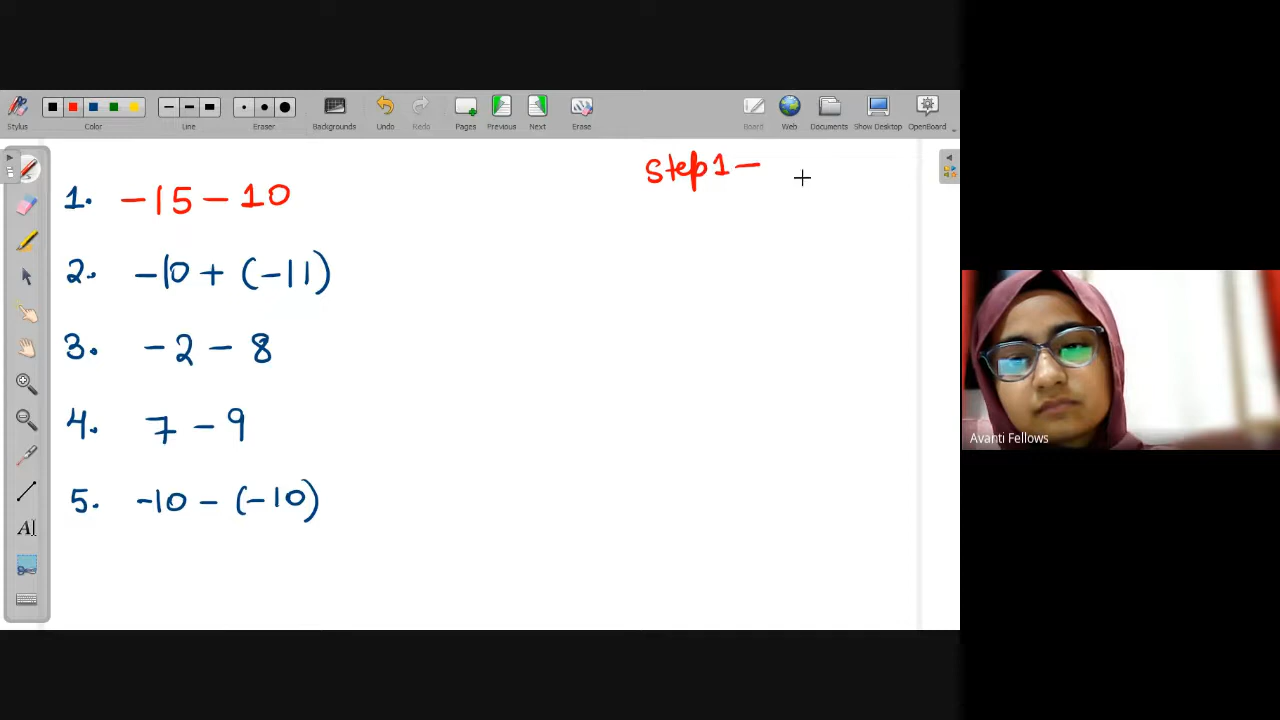 Stylus
Color
Line
Eraser
Backgrounds
Undo
Redo
Pages
Previous
Next
Erase
Board
Web
Documents
Show Desktop
OpenBoard
Step 1 -
1. -15 - 10
2. -10 + (-11)
3. -2 - 8
4. 7 - 9
5. -10 - (-10)
AI
Avanti Fellows